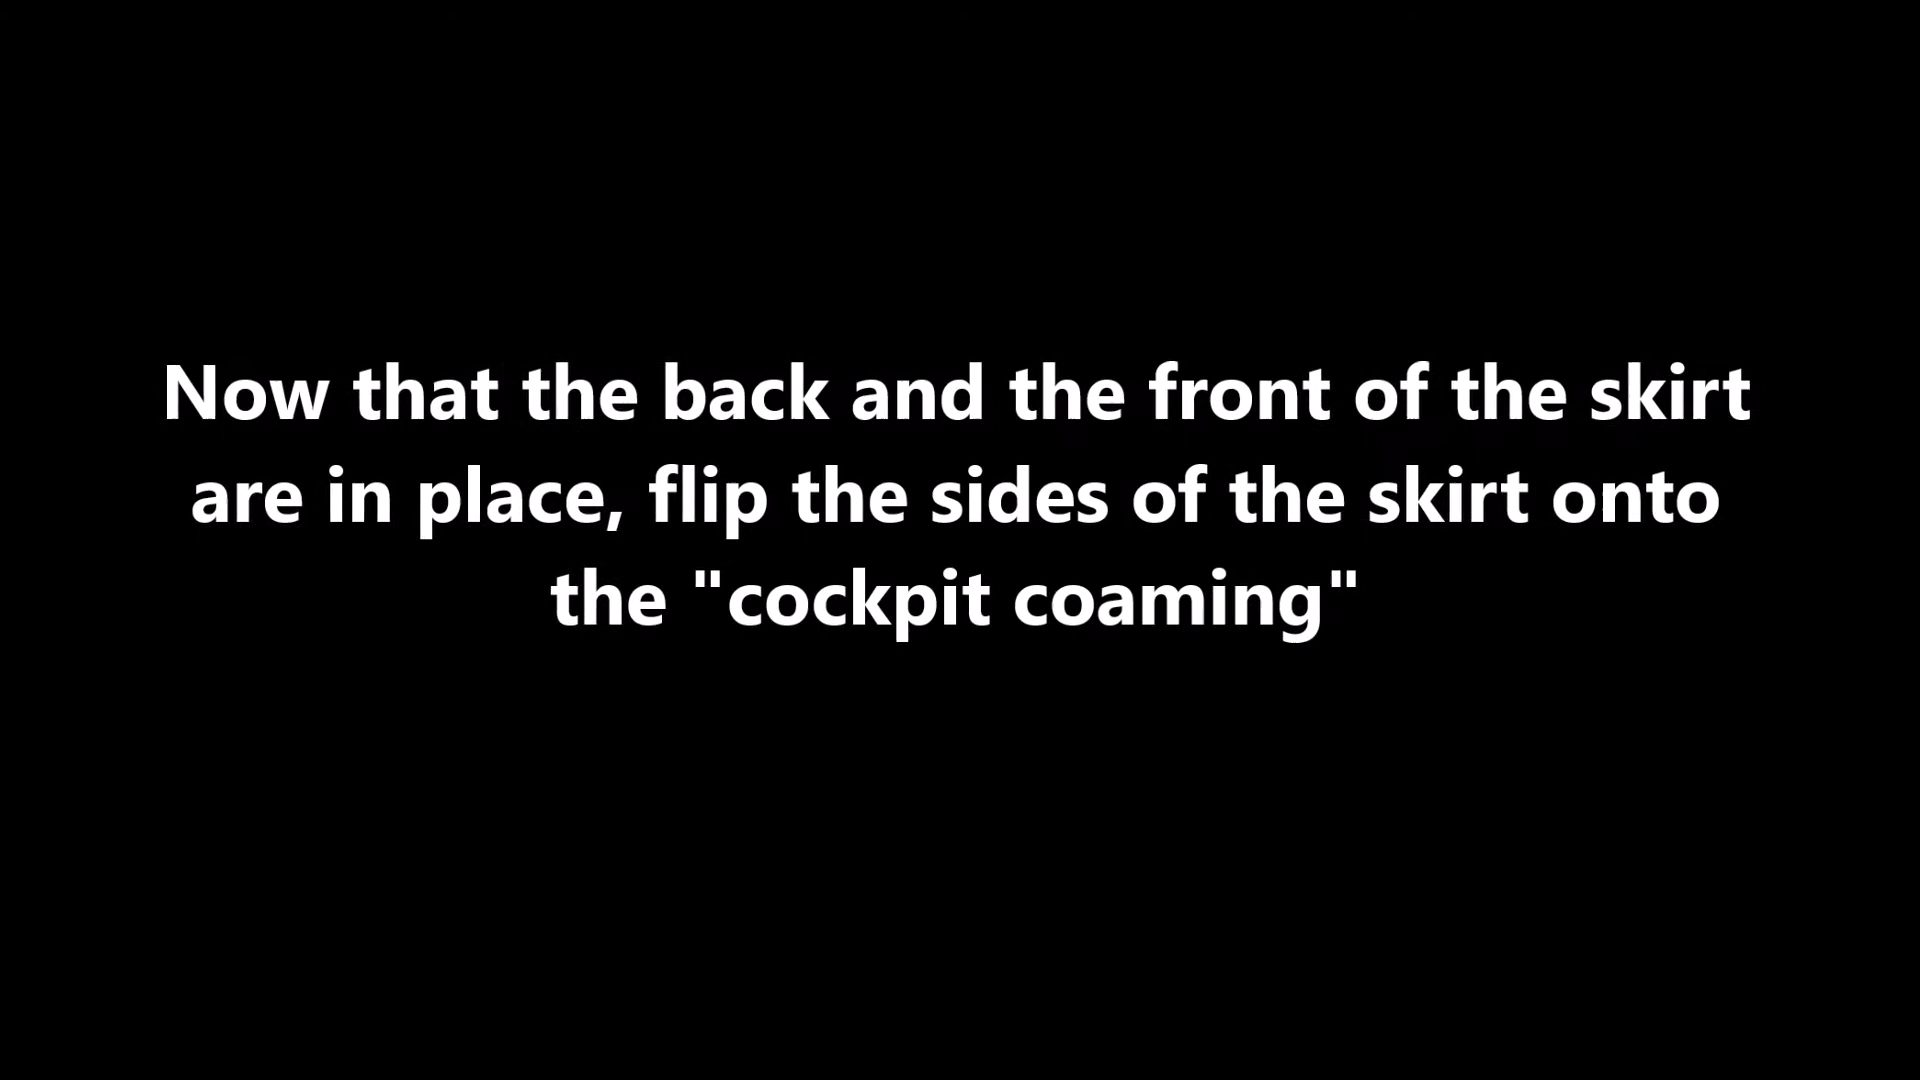 Now that the back and the front of the skirt
are in place, flip the sides of the skirt onto
the "cockpit coaming"